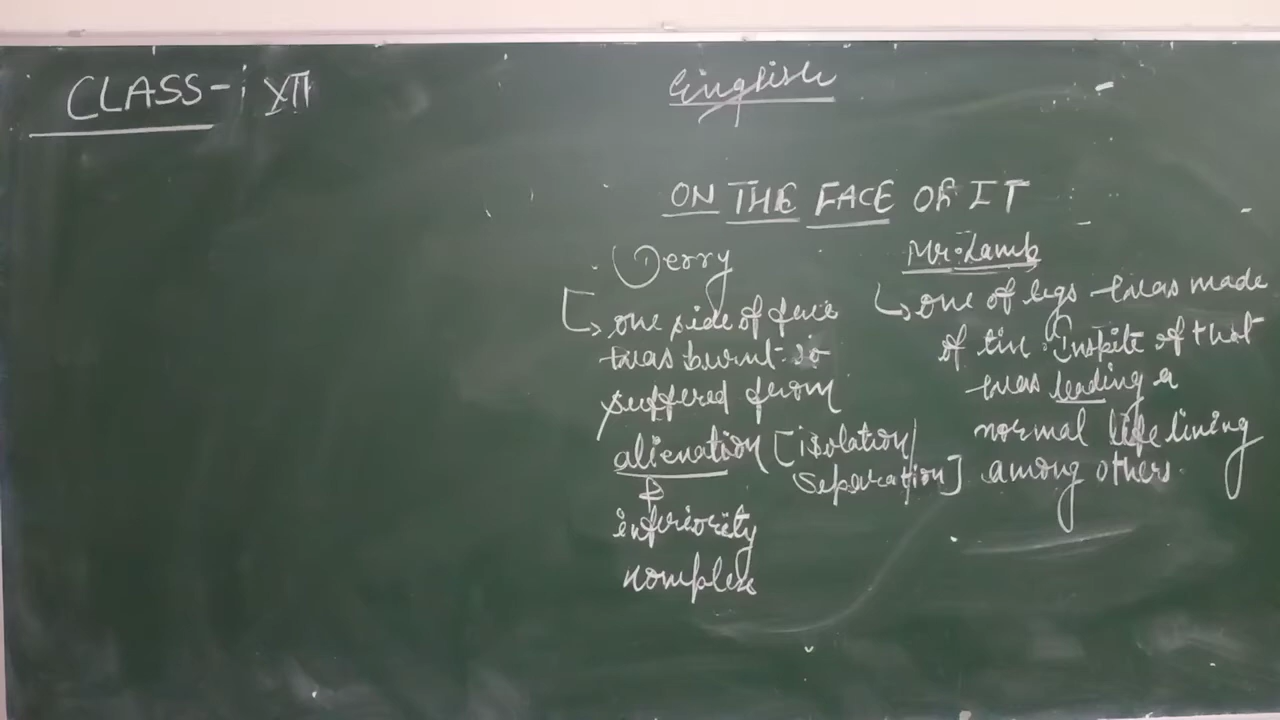 CLASS-: XII
English
ON THE FACE OF IT
Derry
one side of face
was burnt. so
suffered from
alienation [isolation/
separation]
&
inferiority
complex
Mr. Lamb
one of legs was made
of tin. Inspite of that
was leading a
normal life living
among others.